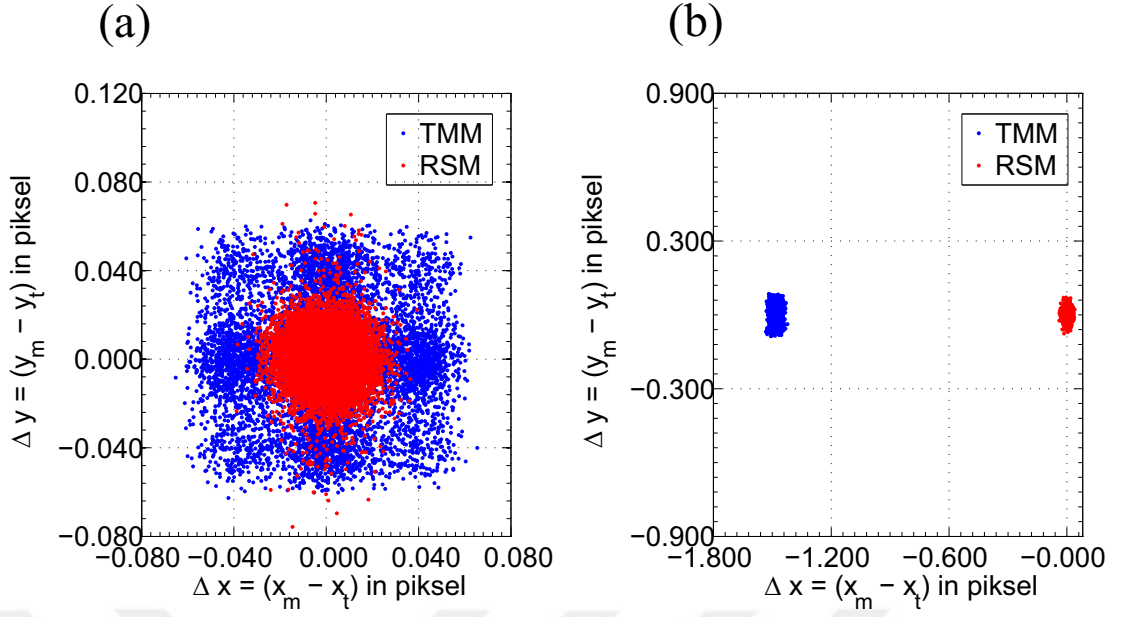 (a)
0.120
0.080
0.040
0.000
−0.040
−0.080
−0.080
−0.040
0.000
0.040
0.080
Δ y = (y_m − y_t) in piksel
Δ x = (x_m − x_t) in piksel
TMM
RSM
(b)
0.900
0.300
−0.300
−0.900
−1.800
−1.200
−0.600
−0.000
Δ y = (y_m − y_t) in piksel
Δ x = (x_m − x_t) in piksel
TMM
RSM